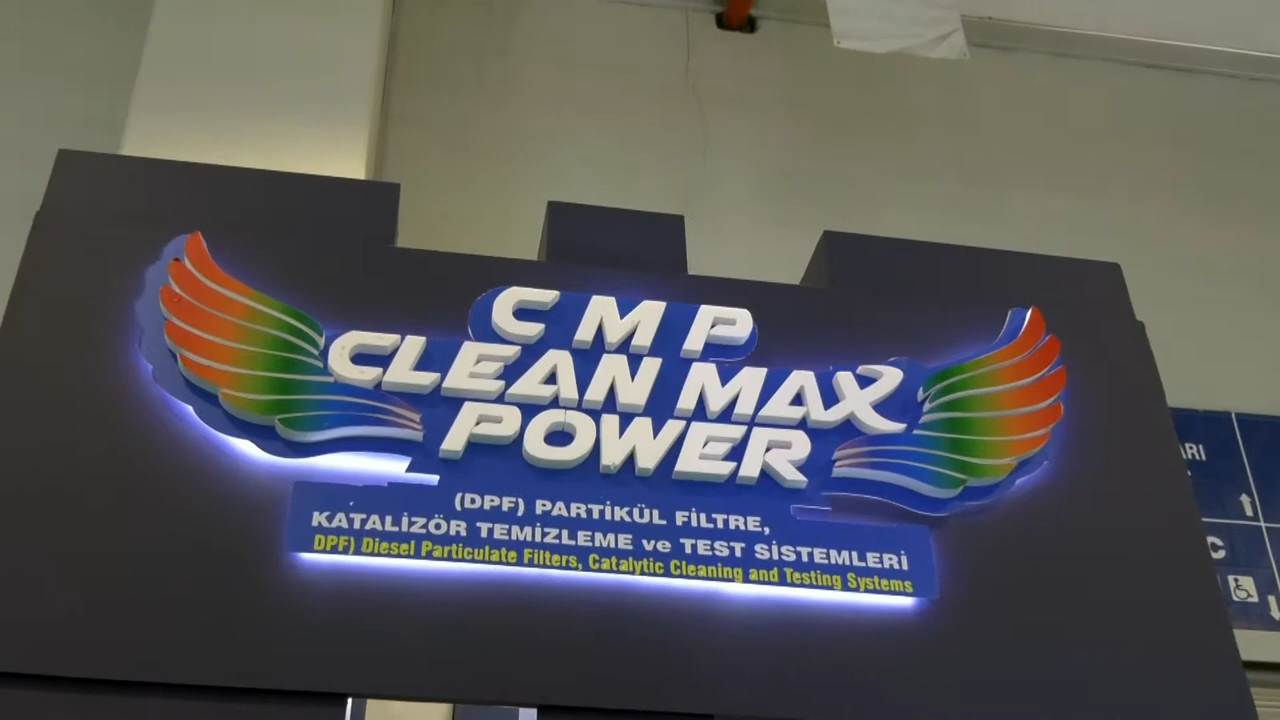 CMP
CLEAN MAX
POWER
(DPF) PARTİKÜL FİLTRE,
KATALİZÖR TEMİZLEME ve TEST SİSTEMLERİ
DPF) Diesel Particulate Filters, Catalytic Cleaning and Testing Systems